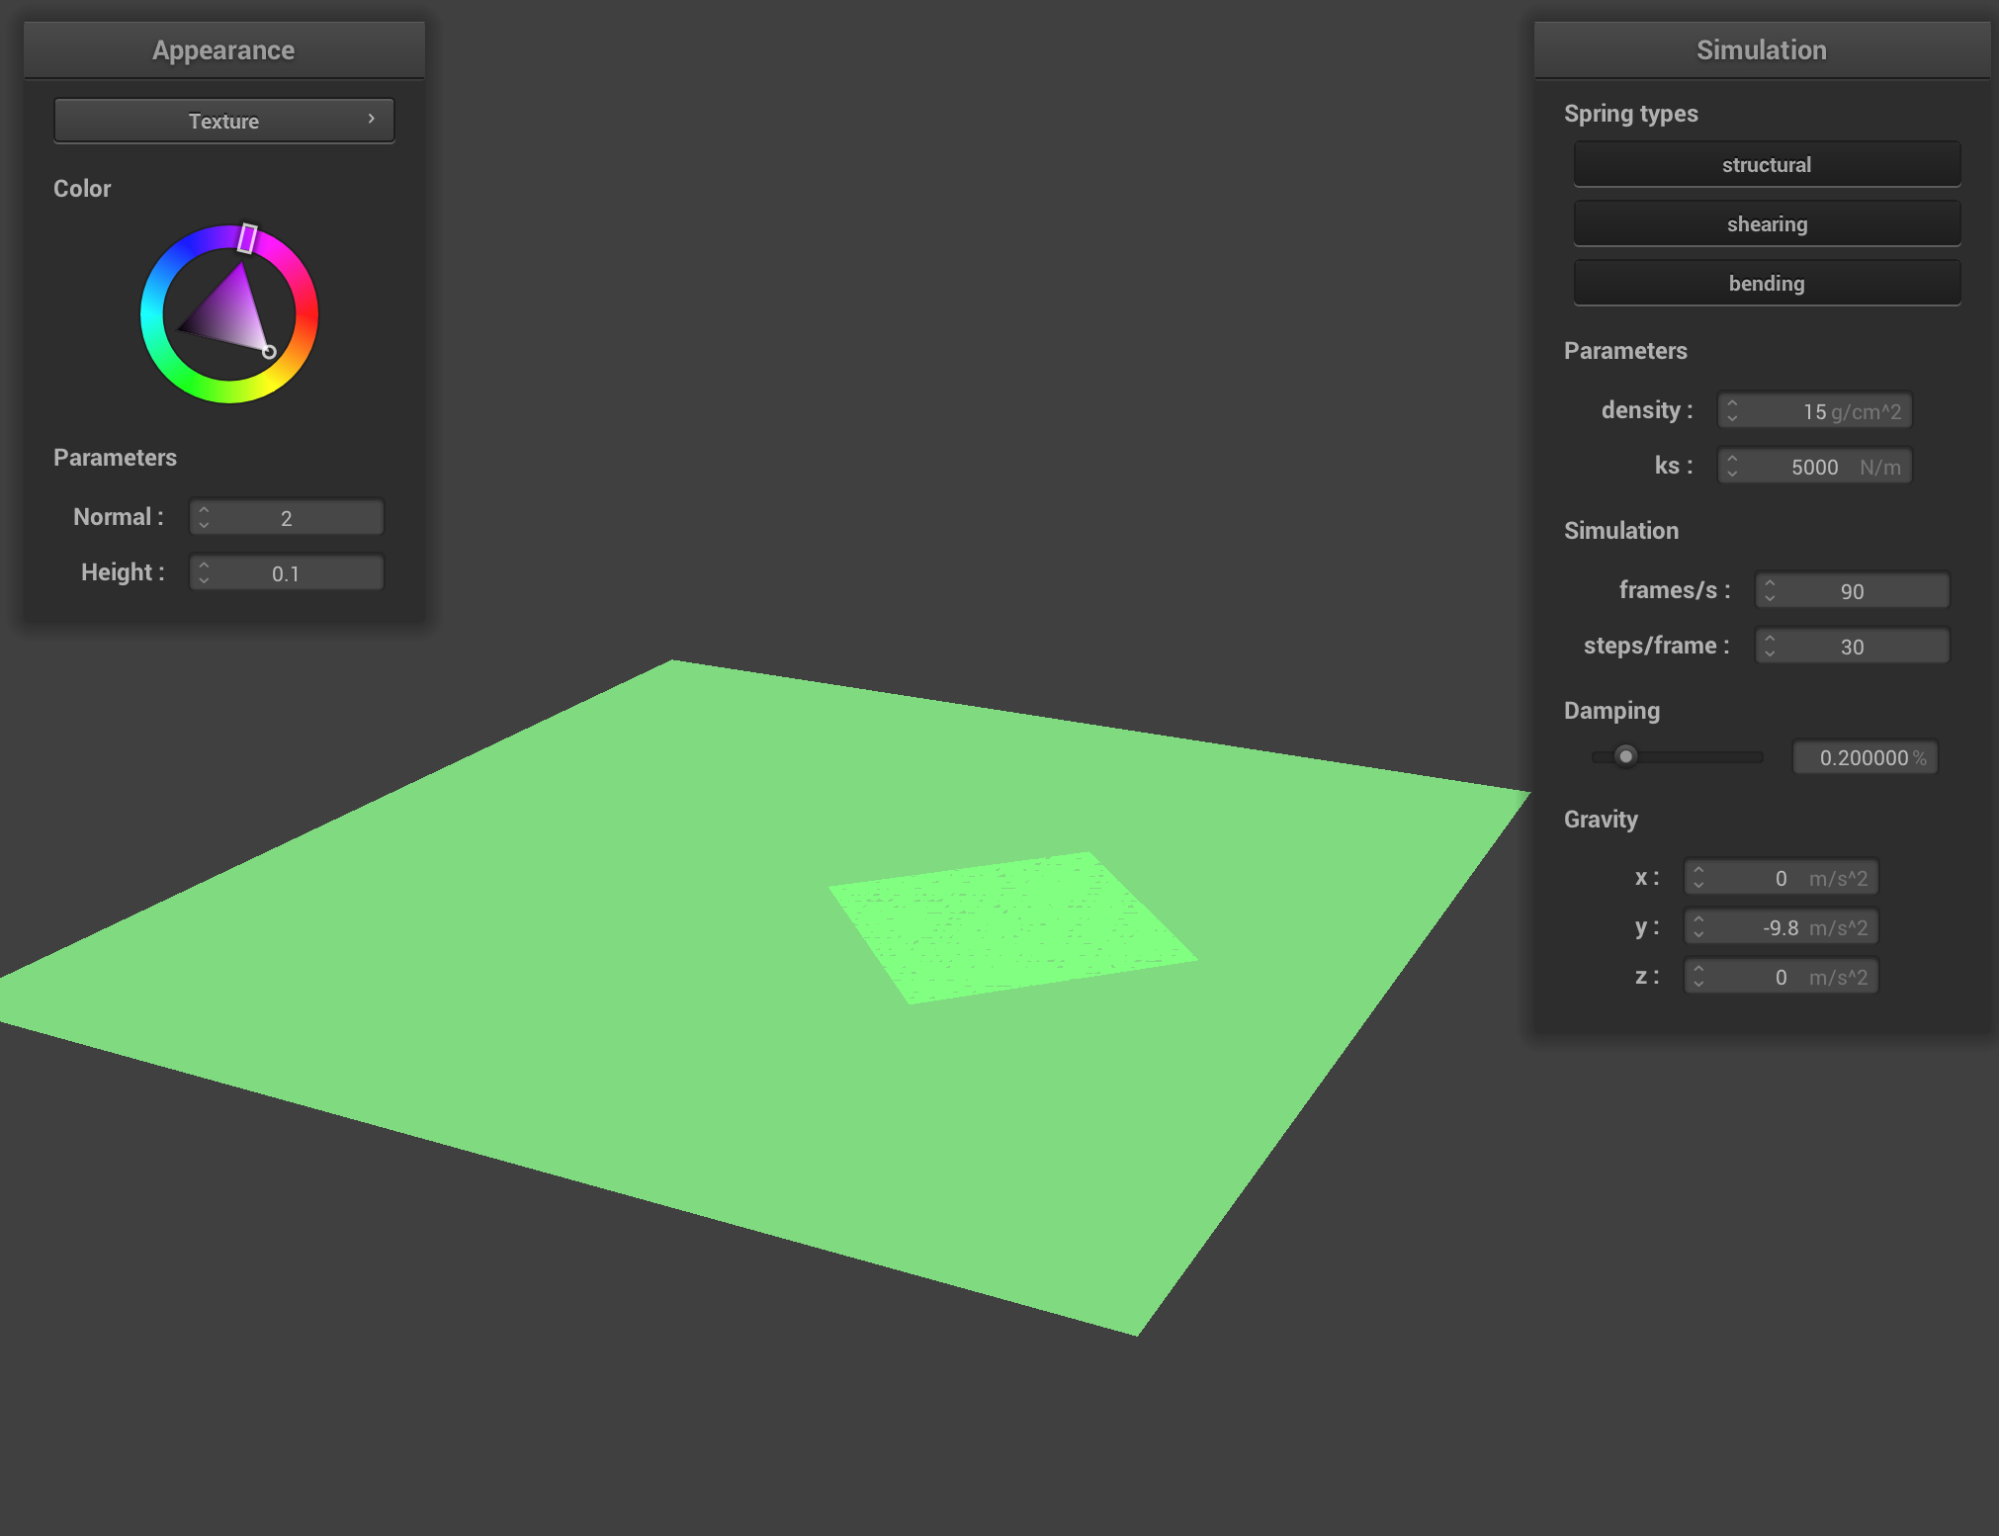 Appearance
Texture
Color
Parameters
Normal : 2
Height : 0.1
Simulation
Spring types
structural
shearing
bending
Parameters
density : 15 g/cm^2
ks : 5000 N/m
Simulation
frames/s : 90
steps/frame : 30
Damping
0.200000 %
Gravity
x : 0 m/s^2
y : -9.8 m/s^2
z : 0 m/s^2